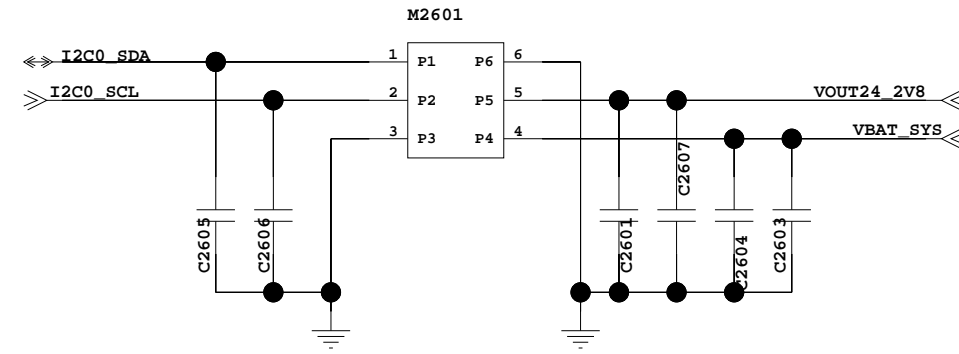 M2601
I2C0_SDA
1
P1
P6
6
I2C0_SCL
2
P2
P5
5
VOUT24_2V8
3
P3
P4
4
VBAT_SYS
C2605
C2606
C2601
C2607
C2604
C2603